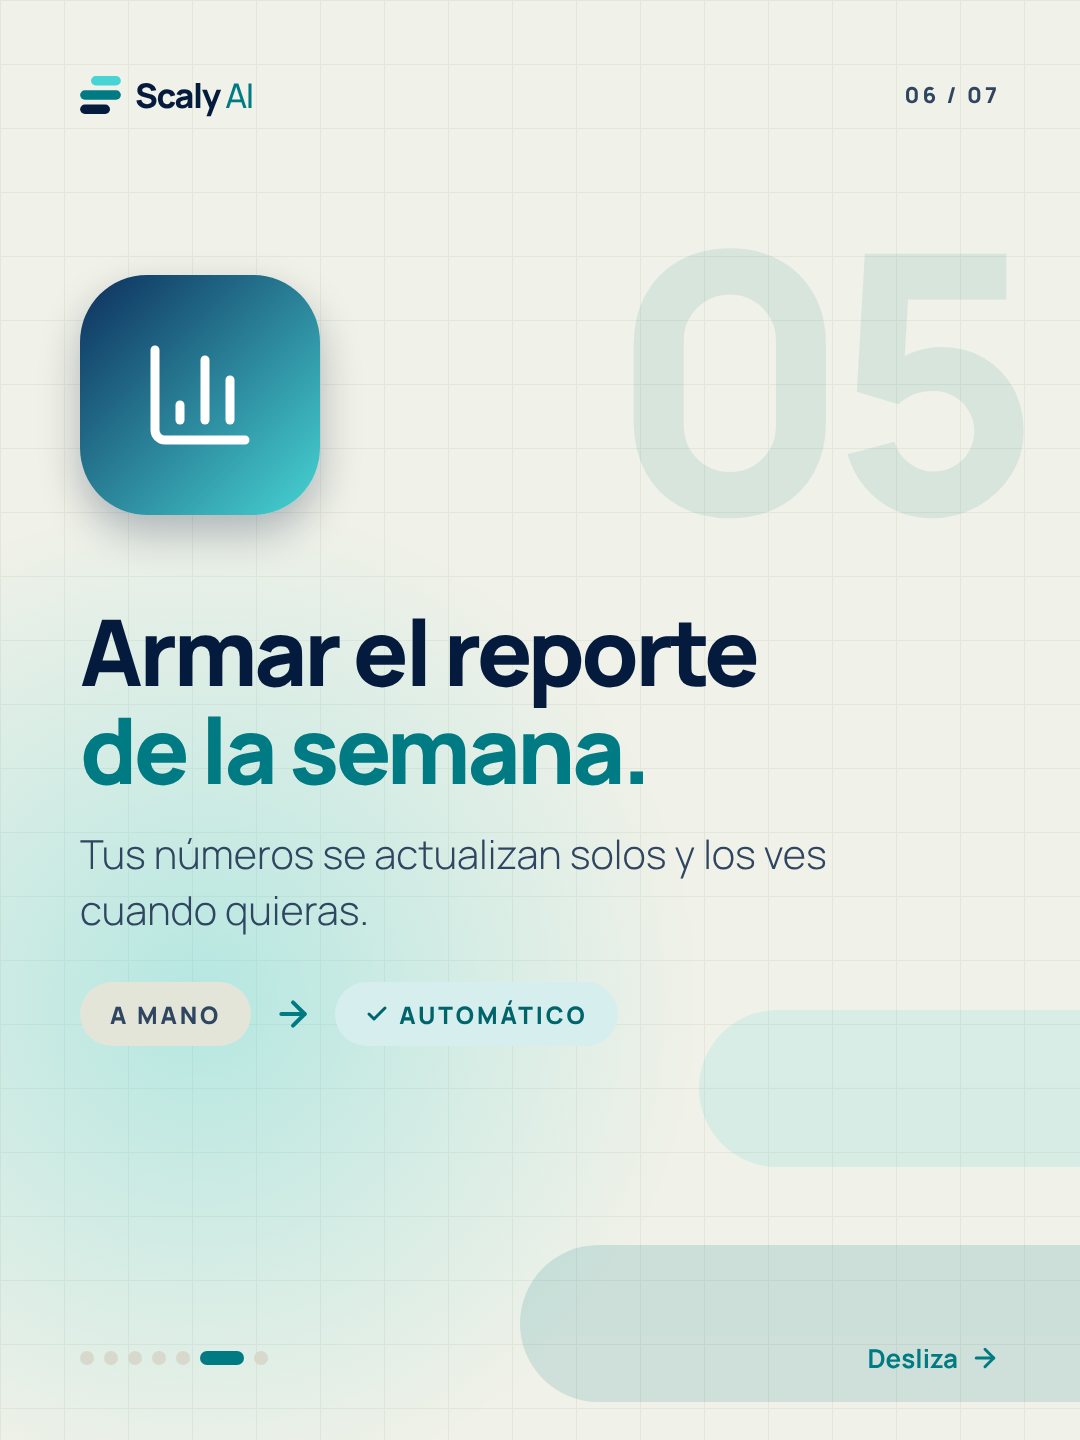 Scaly AI
06 / 07
05
Armar el reporte
de la semana.
Tus números se actualizan solos y los ves
cuando quieras.
A MANO → ✓ AUTOMÁTICO
Desliza →